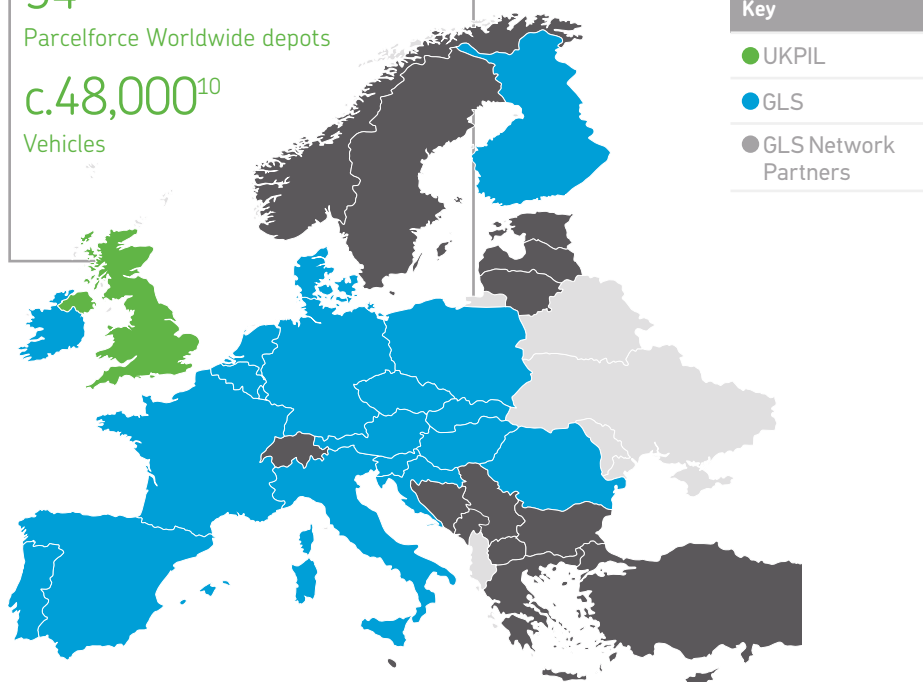 Parcelforce Worldwide depots
c.48,000¹⁰
Vehicles
Key
UKPIL
GLS
GLS Network
Partners